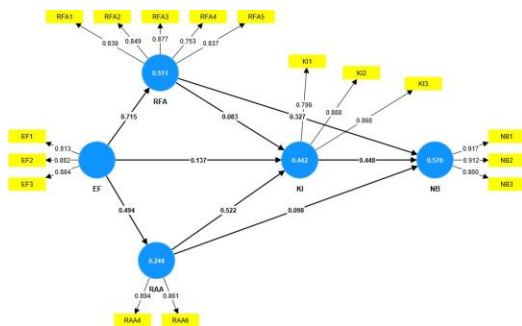 RFA1 RFA2 RFA3 RFA4 RFA5
0.839 0.849 0.877 0.753 0.837
0.511
RFA
KI1 KI2 KI3
0.799 0.888 0.868
0.715 0.083 0.327
EF1 0.813
EF2 0.882
EF3 0.884
EF
0.137
0.442
KI
0.448
0.570
NB
0.917 NB1
0.912 NB2
0.860 NB3
0.494 0.522 0.098
0.244
RAA
0.894 0.861
RAA4 RAA6